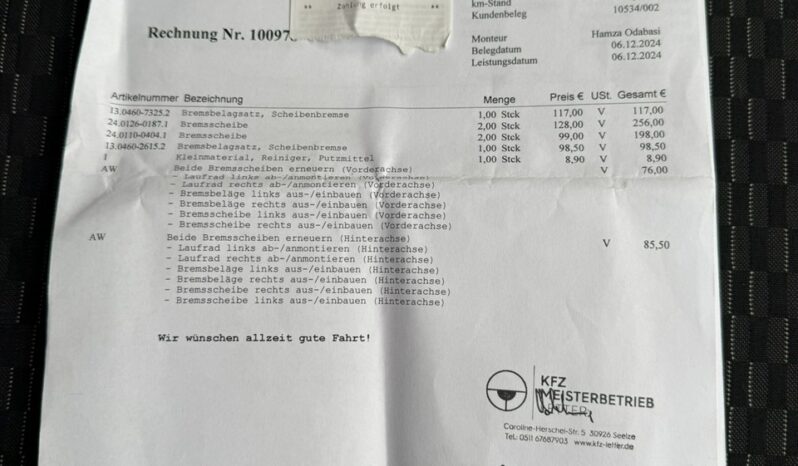 ** Zahlung erfolgt **
km-Stand 10534/002
Kundenbeleg
Rechnung Nr. 10097
Monteur Hamza Odabasi
Belegdatum 06.12.2024
Leistungsdatum 06.12.2024
Artikelnummer Bezeichnung Menge Preis € USt. Gesamt €
13.0460-7325.2 Bremsbelagsatz, Scheibenbremse 1,00 Stck 117,00 V 117,00
24.0126-0187.1 Bremsscheibe 2,00 Stck 128,00 V 256,00
24.0110-0404.1 Bremsscheibe 2,00 Stck 99,00 V 198,00
13.0460-2615.2 Bremsbelagsatz, Scheibenbremse 1,00 Stck 98,50 V 98,50
1 Kleinmaterial, Reiniger, Putzmittel 1,00 Stck 8,90 V 8,90
AW Beide Bremsscheiben erneuern (Vorderachse) V 76,00
- Laufrad links ab-/anmontieren (Vorderachse)
- Laufrad rechts ab-/anmontieren (Vorderachse)
- Bremsbeläge links aus-/einbauen (Vorderachse)
- Bremsbeläge rechts aus-/einbauen (Vorderachse)
- Bremsscheibe links aus-/einbauen (Vorderachse)
- Bremsscheibe rechts aus-/einbauen (Vorderachse)
AW Beide Bremsscheiben erneuern (Hinterachse) V 85,50
- Laufrad links ab-/anmontieren (Hinterachse)
- Laufrad rechts ab-/anmontieren (Hinterachse)
- Bremsbeläge links aus-/einbauen (Hinterachse)
- Bremsbeläge rechts aus-/einbauen (Hinterachse)
- Bremsscheibe rechts aus-/einbauen (Hinterachse)
- Bremsscheibe links aus-/einbauen (Hinterachse)
Wir wünschen allzeit gute Fahrt!
KFZ
MEISTERBETRIEB
Caroline-Herschel-Str. 5 30926 Seelze
Tel.: 0511 67687903 www.kfz-letter.de